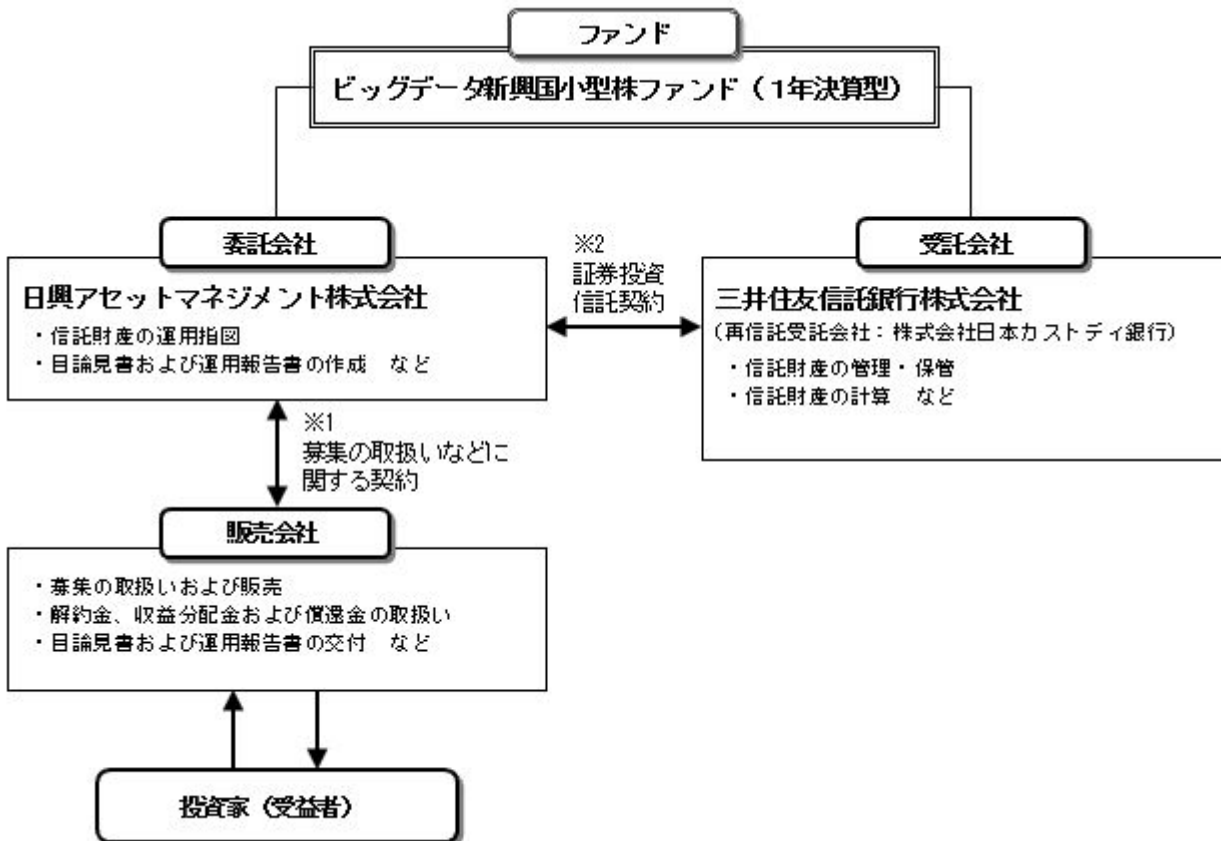 ファンド
ビッグデータ新興国小型株ファンド（1年決算型）
委託会社
日興アセットマネジメント株式会社
・信託財産の運用指図
・目論見書および運用報告書の作成　など
※2
証券投資
信託契約
受託会社
三井住友信託銀行株式会社
（再信託受託会社：株式会社日本カストディ銀行）
・信託財産の管理・保管
・信託財産の計算　など
※1
募集の取扱いなどに
関する契約
販売会社
・募集の取扱いおよび販売
・解約金、収益分配金および償還金の取扱い
・目論見書および運用報告書の交付　など
投資家（受益者）